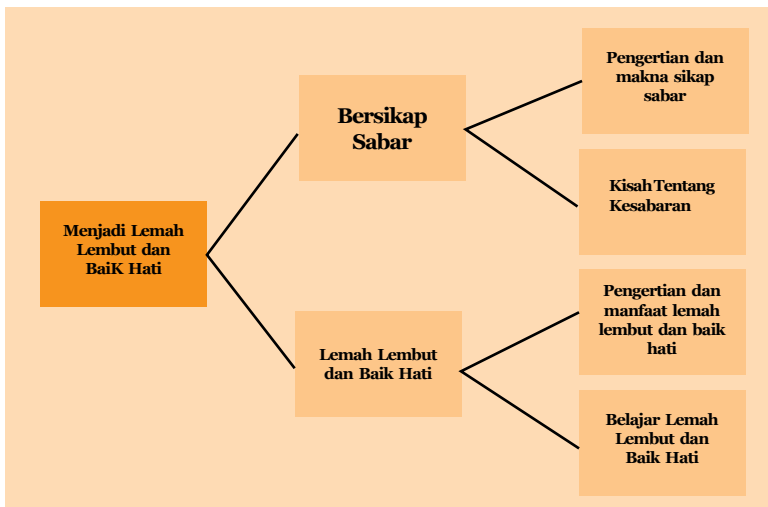 Menjadi Lemah
Lembut dan
BaiK Hati
Bersikap
Sabar
Pengertian dan
makna sikap
sabar
Kisah Tentang
Kesabaran
Lemah Lembut
dan Baik Hati
Pengertian dan
manfaat lemah
lembut dan baik
hati
Belajar Lemah
Lembut dan
Baik Hati